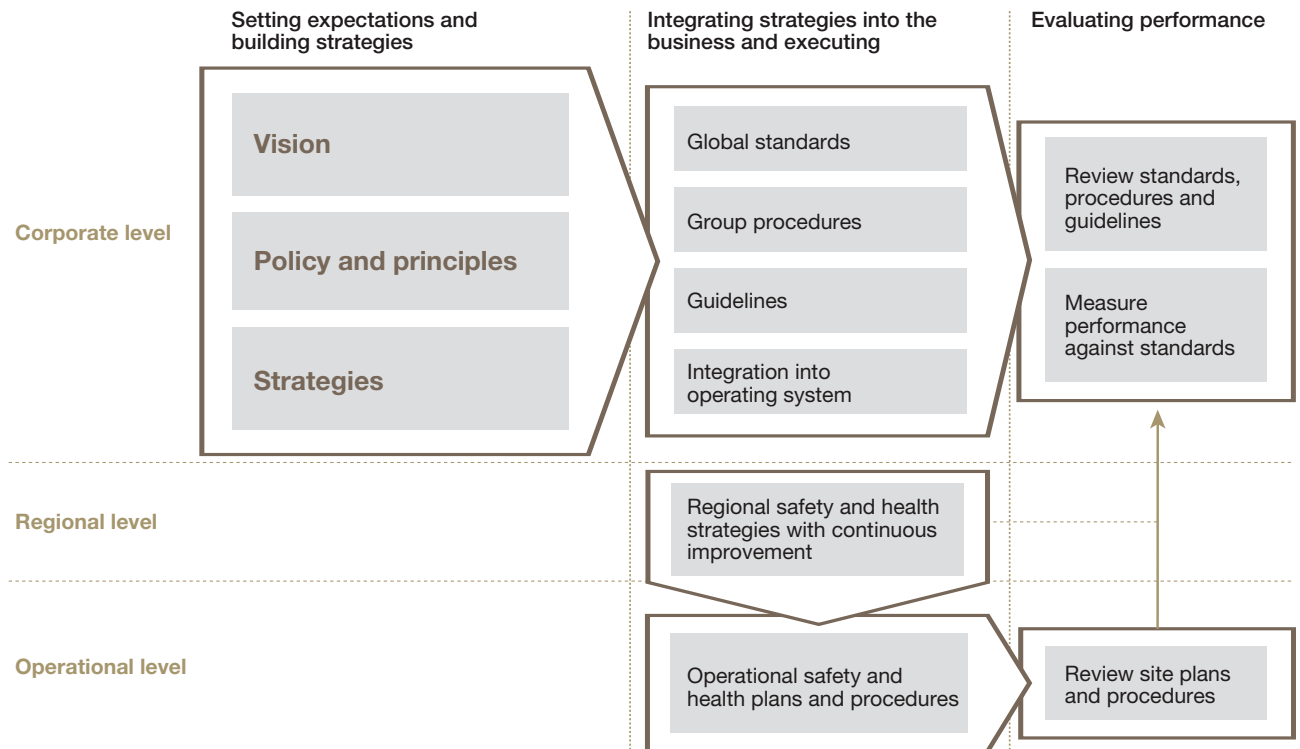 Setting expectations and
building strategies
Integrating strategies into the
business and executing
Evaluating performance
Corporate level
Vision
Policy and principles
Strategies
Global standards
Group procedures
Guidelines
Integration into
operating system
Review standards,
procedures and
guidelines
Measure
performance
against standards
Regional level
Regional safety and health
strategies with continuous
improvement
Operational level
Operational safety and
health plans and procedures
Review site plans
and procedures